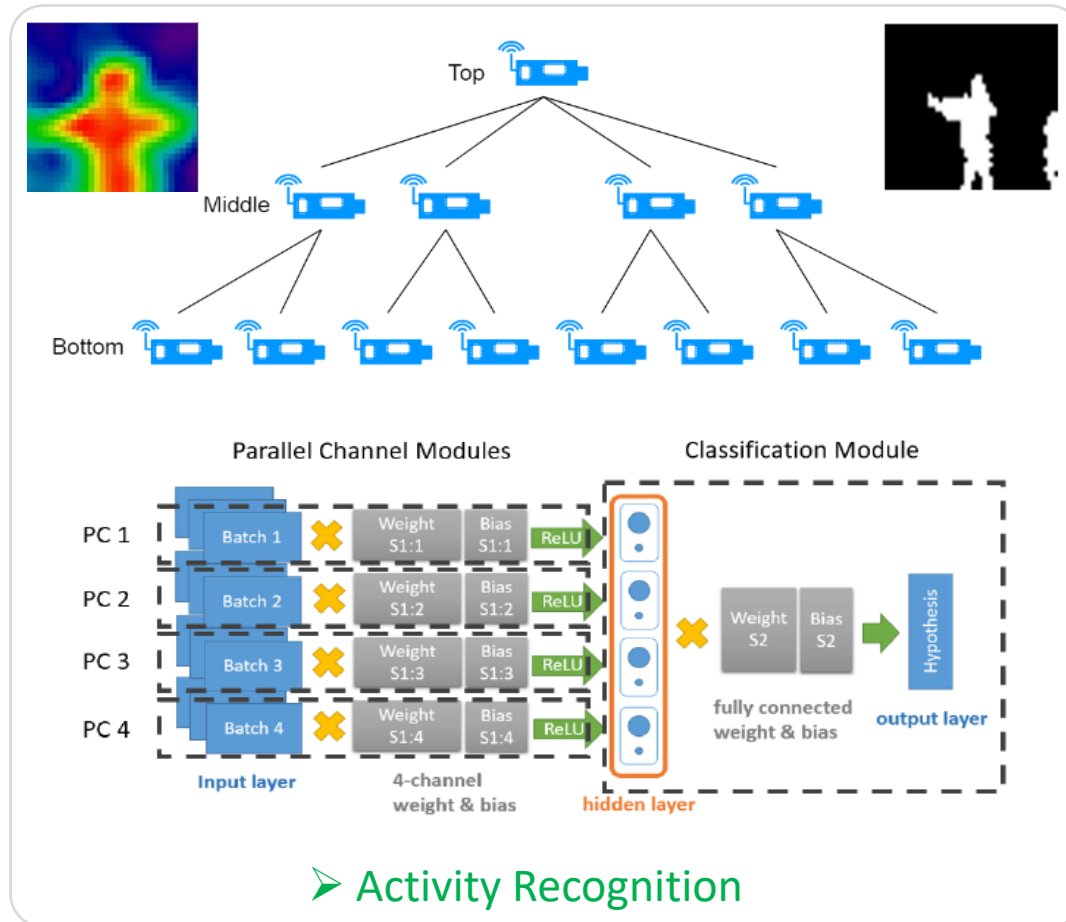 Top
Middle
Bottom
Parallel Channel Modules
Classification Module
PC 1
Batch 1
Weight
S1:1
Bias
S1:1
ReLU
PC 2
Batch 2
Weight
S1:2
Bias
S1:2
ReLU
PC 3
Batch 3
Weight
S1:3
Bias
S1:3
ReLU
PC 4
Batch 4
Weight
S1:4
Bias
S1:4
ReLU
Weight
S2
Bias
S2
Hypothesis
Input layer
4-channel
weight & bias
hidden layer
fully connected
weight & bias
output layer
➢ Activity Recognition